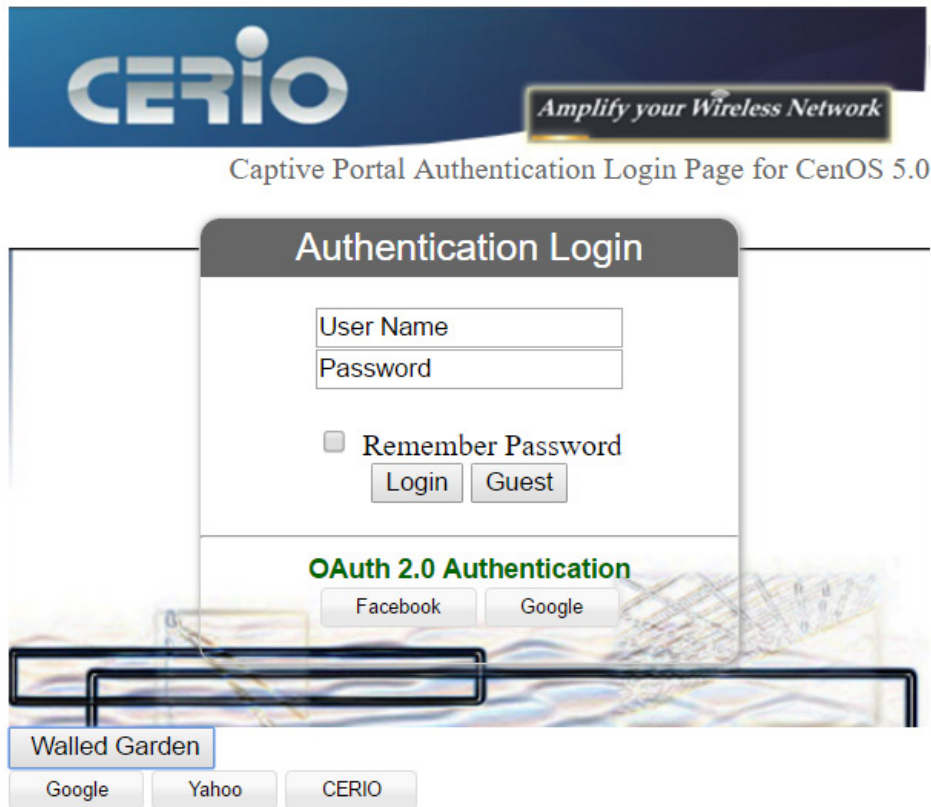 CERIO
Amplify your Wireless Network
Captive Portal Authentication Login Page for CenOS 5.0
Authentication Login
User Name
Password
Remember Password
Login Guest
OAuth 2.0 Authentication
Facebook Google
Walled Garden
Google Yahoo CERIO